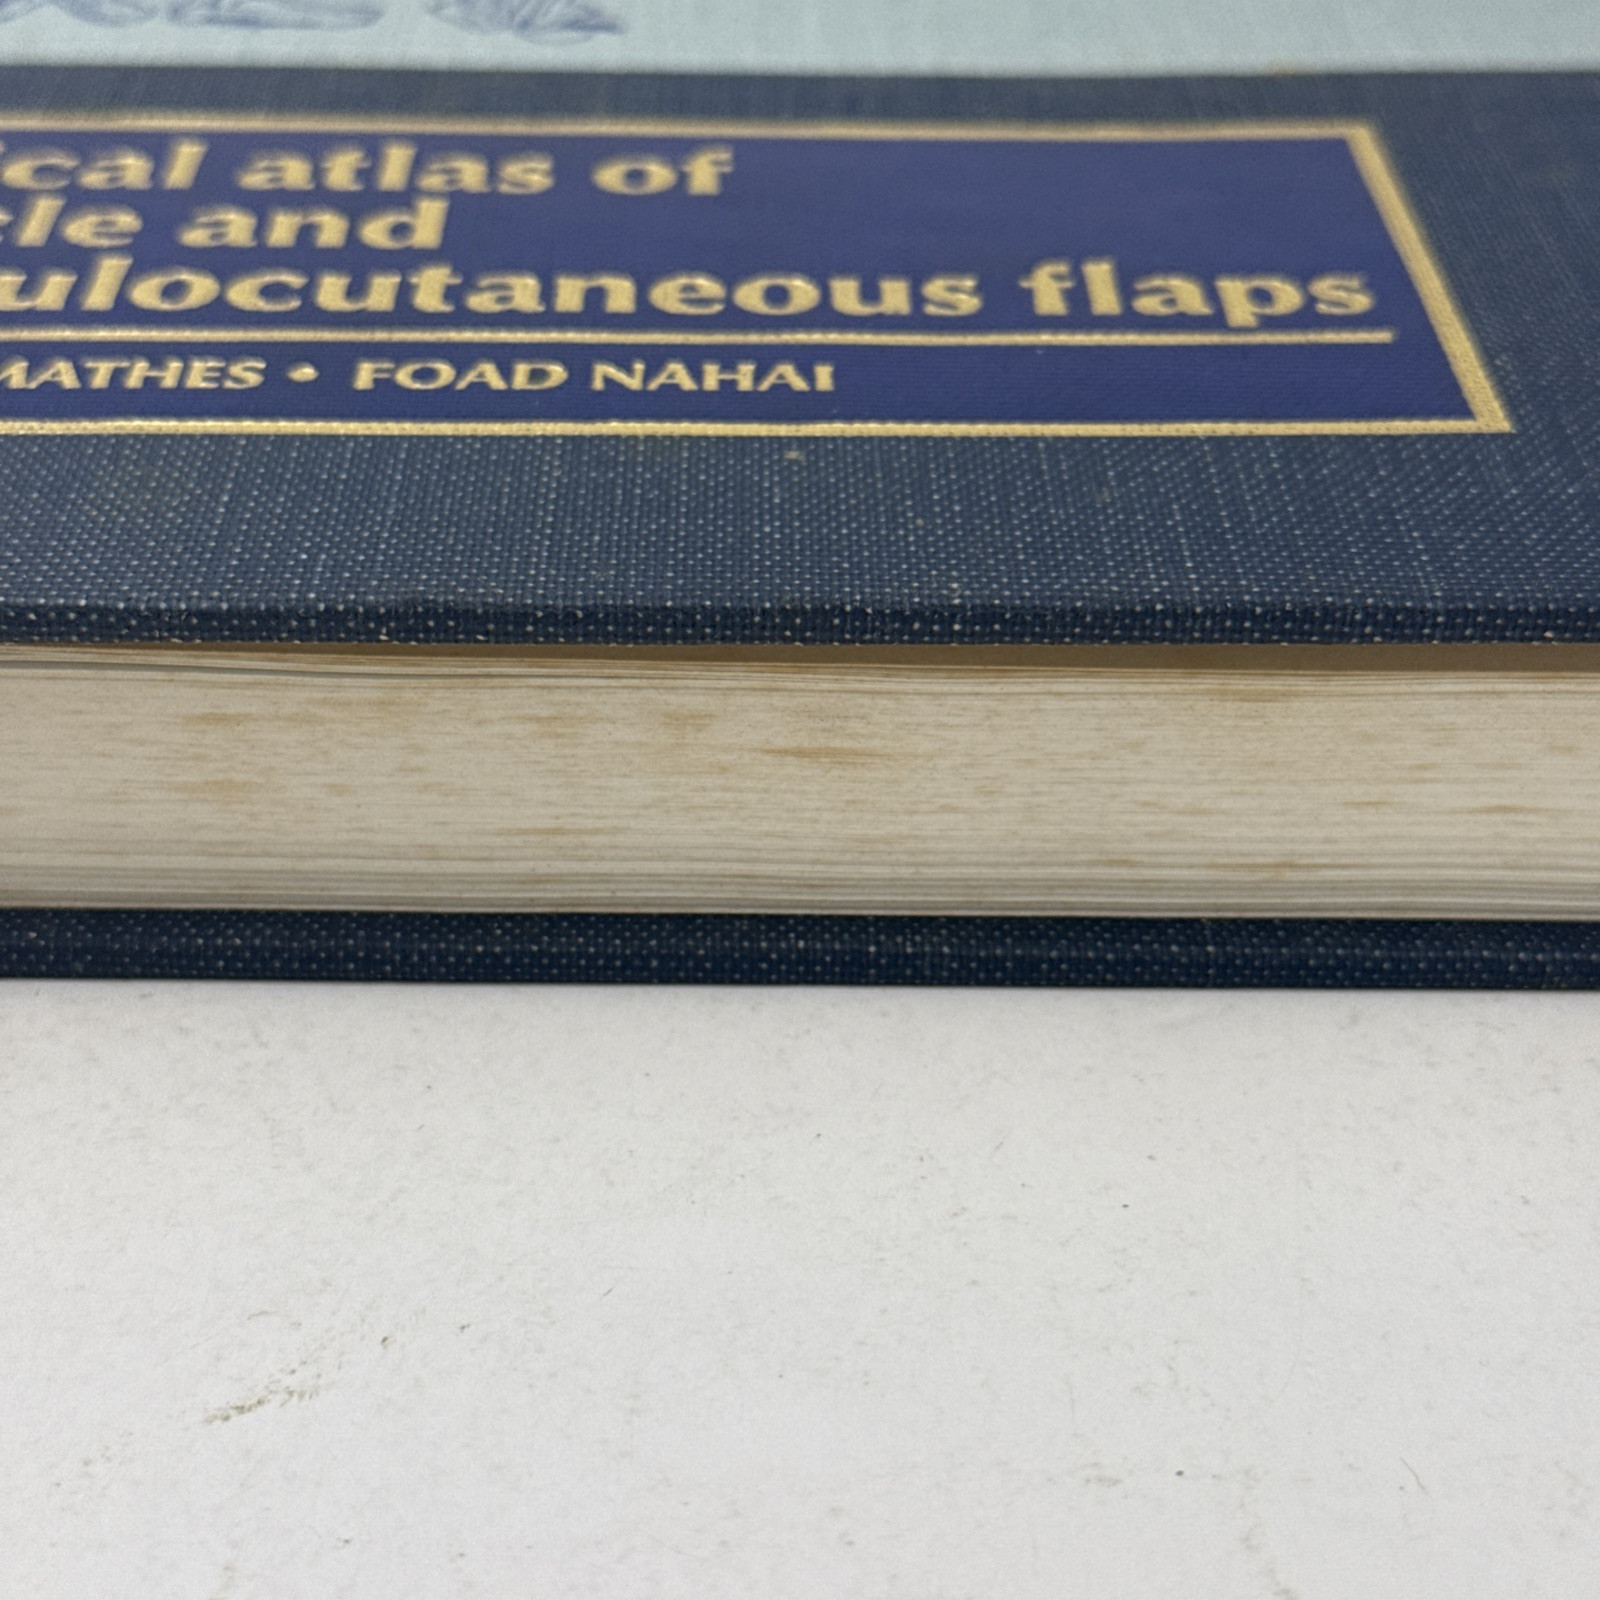 ical atlas of
cle and
ulocutaneous flaps
MATHES • FOAD NAHAI